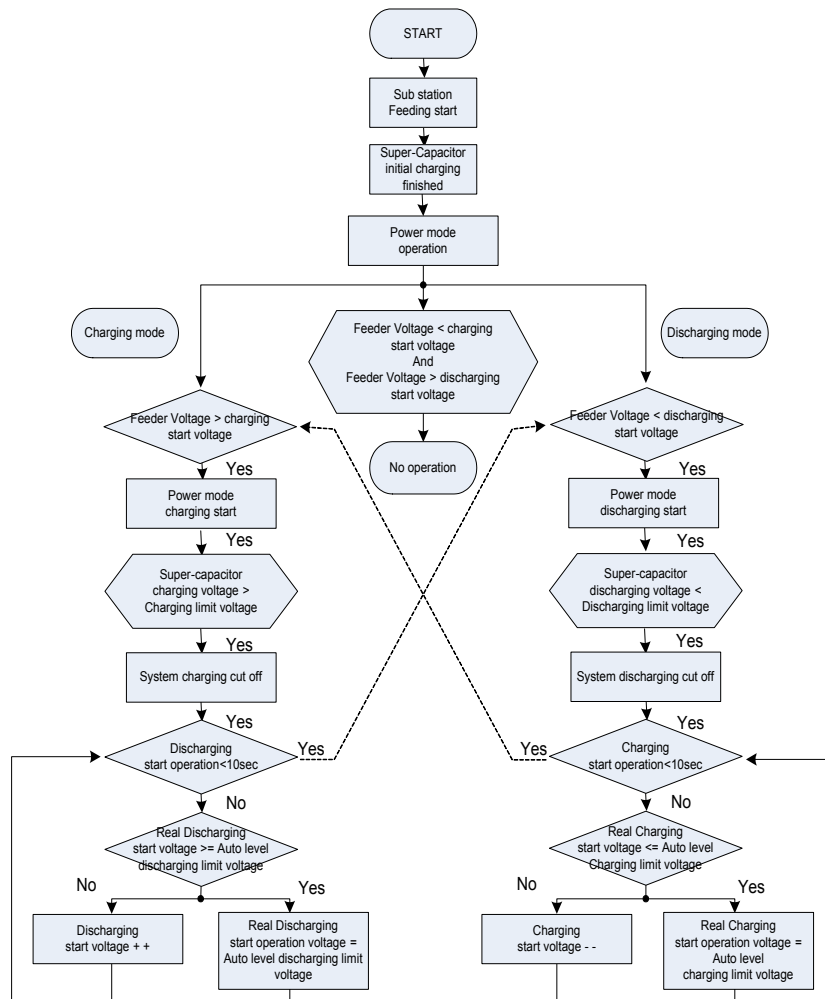 START
Sub station
Feeding start
Super-Capacitor
initial charging
finished
Power mode
operation
Charging mode
Feeder Voltage < charging
start voltage
And
Feeder Voltage > discharging
start voltage
Discharging mode
Feeder Voltage > charging
start voltage
Feeder Voltage < discharging
start voltage
No operation
Yes
Yes
Power mode
charging start
Power mode
discharging start
Yes
Yes
Super-capacitor
charging voltage >
Charging limit voltage
Super-capacitor
discharging voltage <
Discharging limit voltage
Yes
Yes
System charging cut off
System discharging cut off
Yes
Yes
Discharging
start operation<10sec
Yes
Yes
Charging
start operation<10sec
No
No
Real Discharging
start voltage >= Auto level
discharging limit voltage
Real Charging
start voltage <= Auto level
Charging limit voltage
No
Yes
No
Yes
Discharging
start voltage + +
Real Discharging
start operation voltage =
Auto level discharging limit
voltage
Charging
start voltage - -
Real Charging
start operation voltage =
Auto level
charging limit voltage